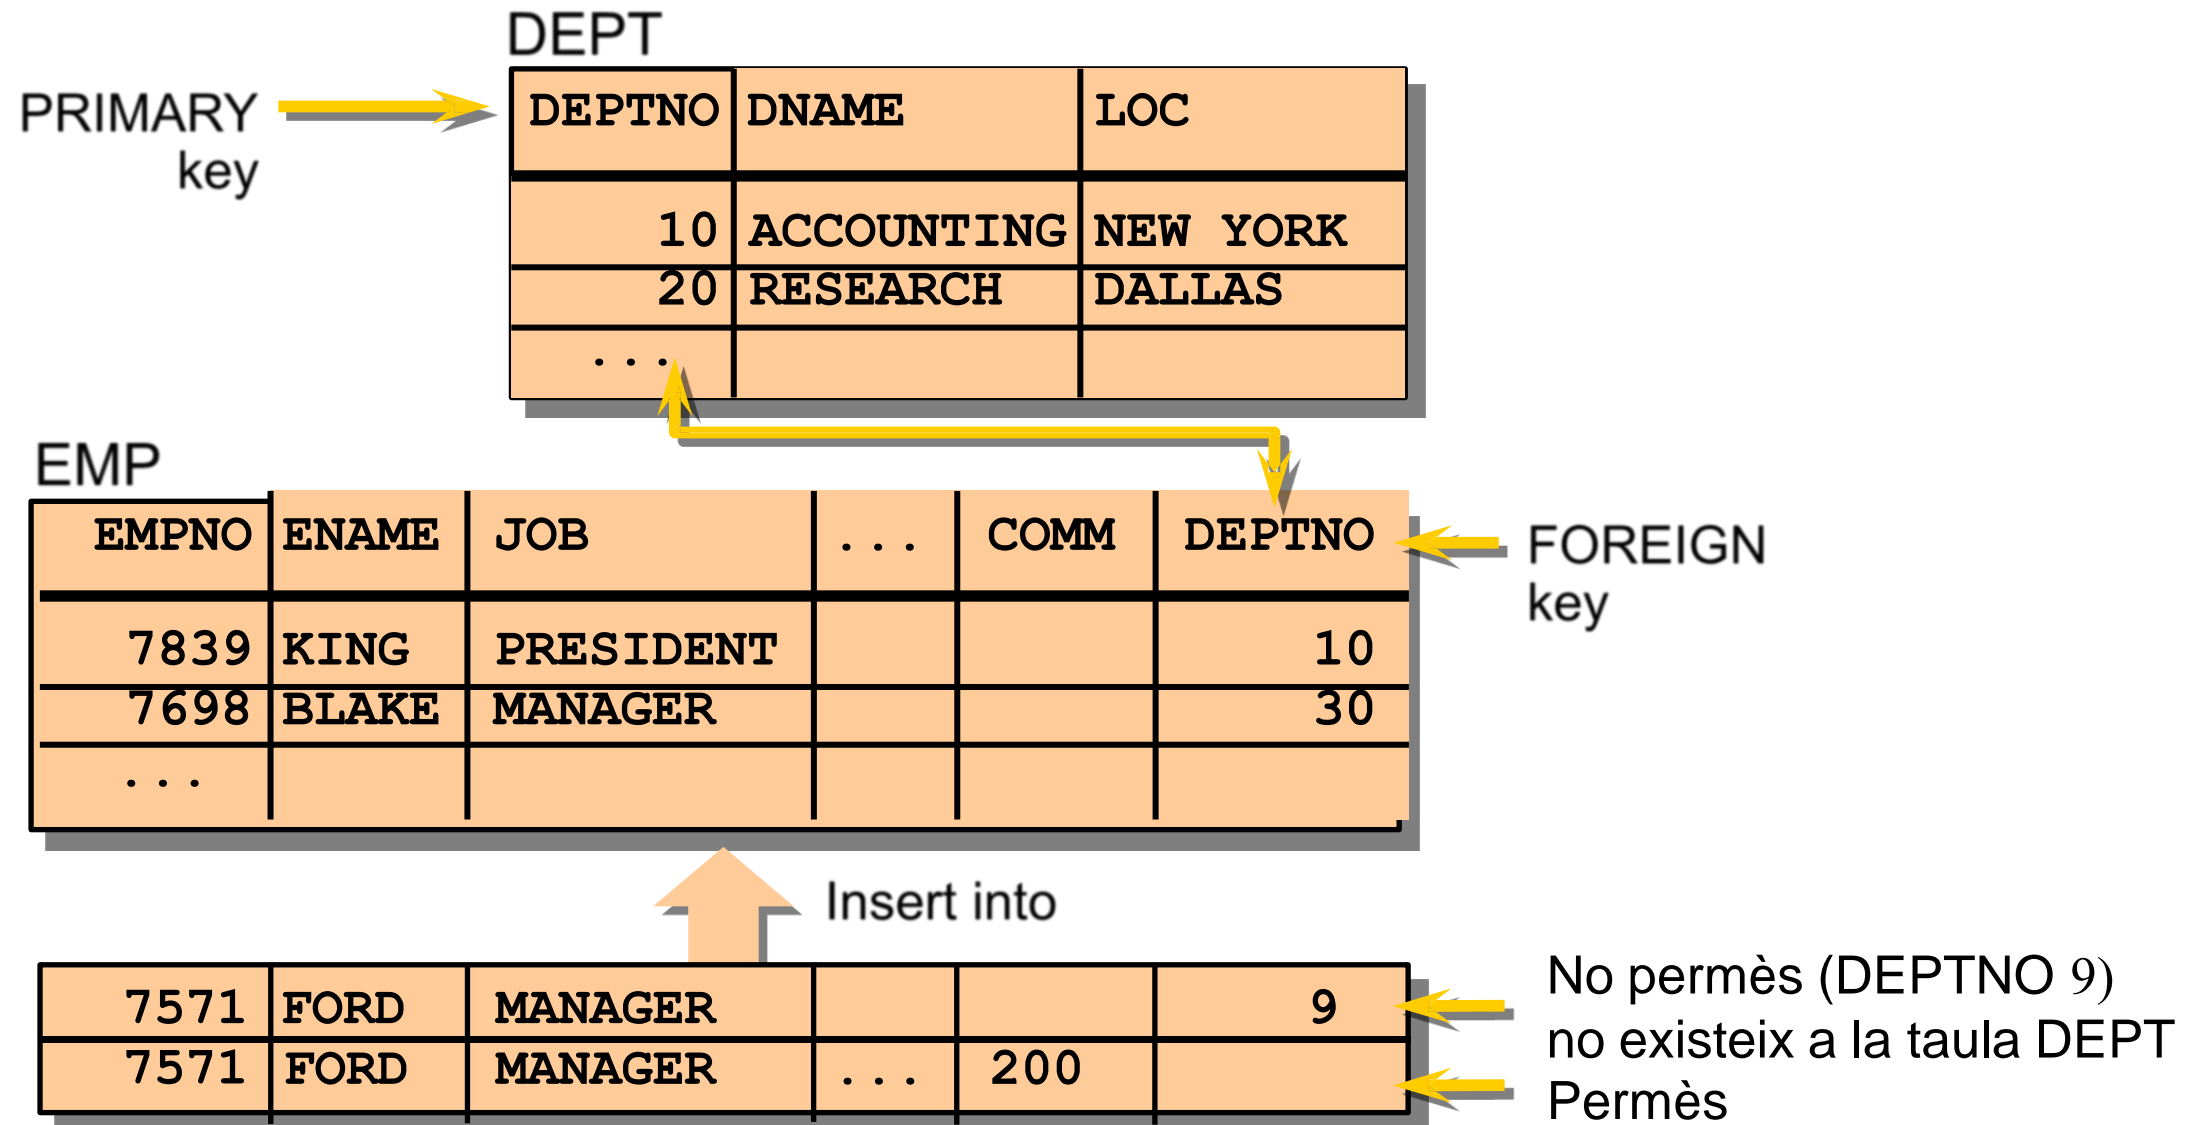 DEPT
PRIMARY
key
DEPTNO DNAME LOC
10 ACCOUNTING NEW YORK
20 RESEARCH DALLAS
...
EMP
EMPNO ENAME JOB ... COMM DEPTNO
FOREIGN
key
7839 KING PRESIDENT 10
7698 BLAKE MANAGER 30
...
Insert into
7571 FORD MANAGER 9
7571 FORD MANAGER ... 200
No permès (DEPTNO 9)
no existeix a la taula DEPT
Permès